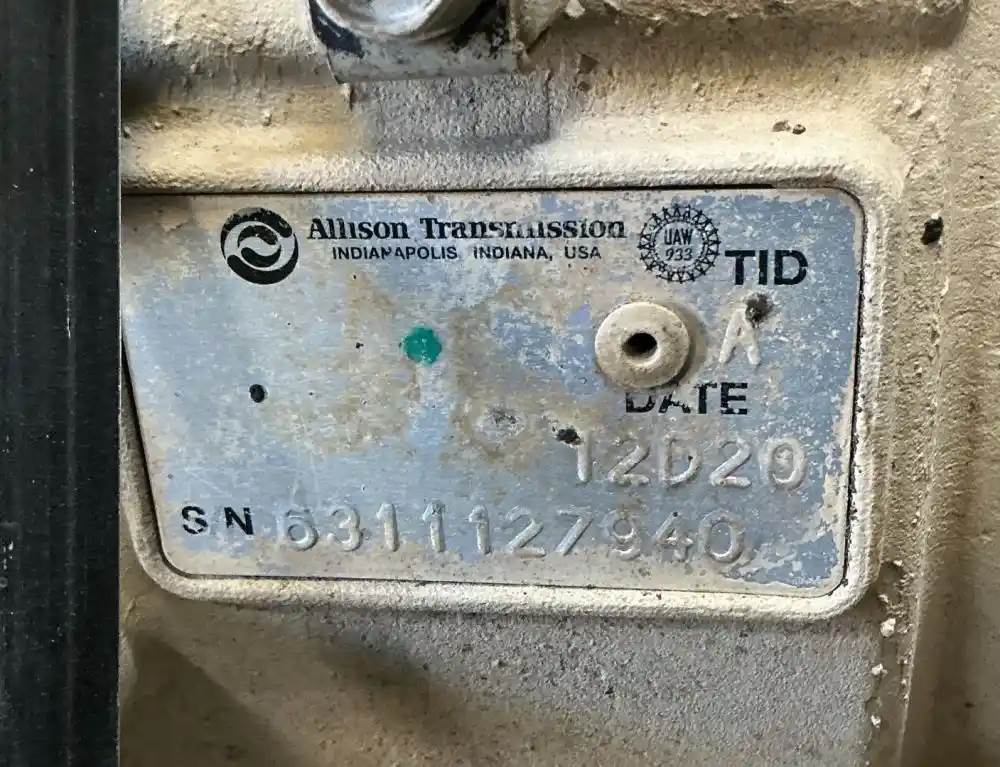 Allison Transmission
INDIANAPOLIS INDIANA, USA
UAW
933
TID
A
DATE
12D20
SN 6311127940